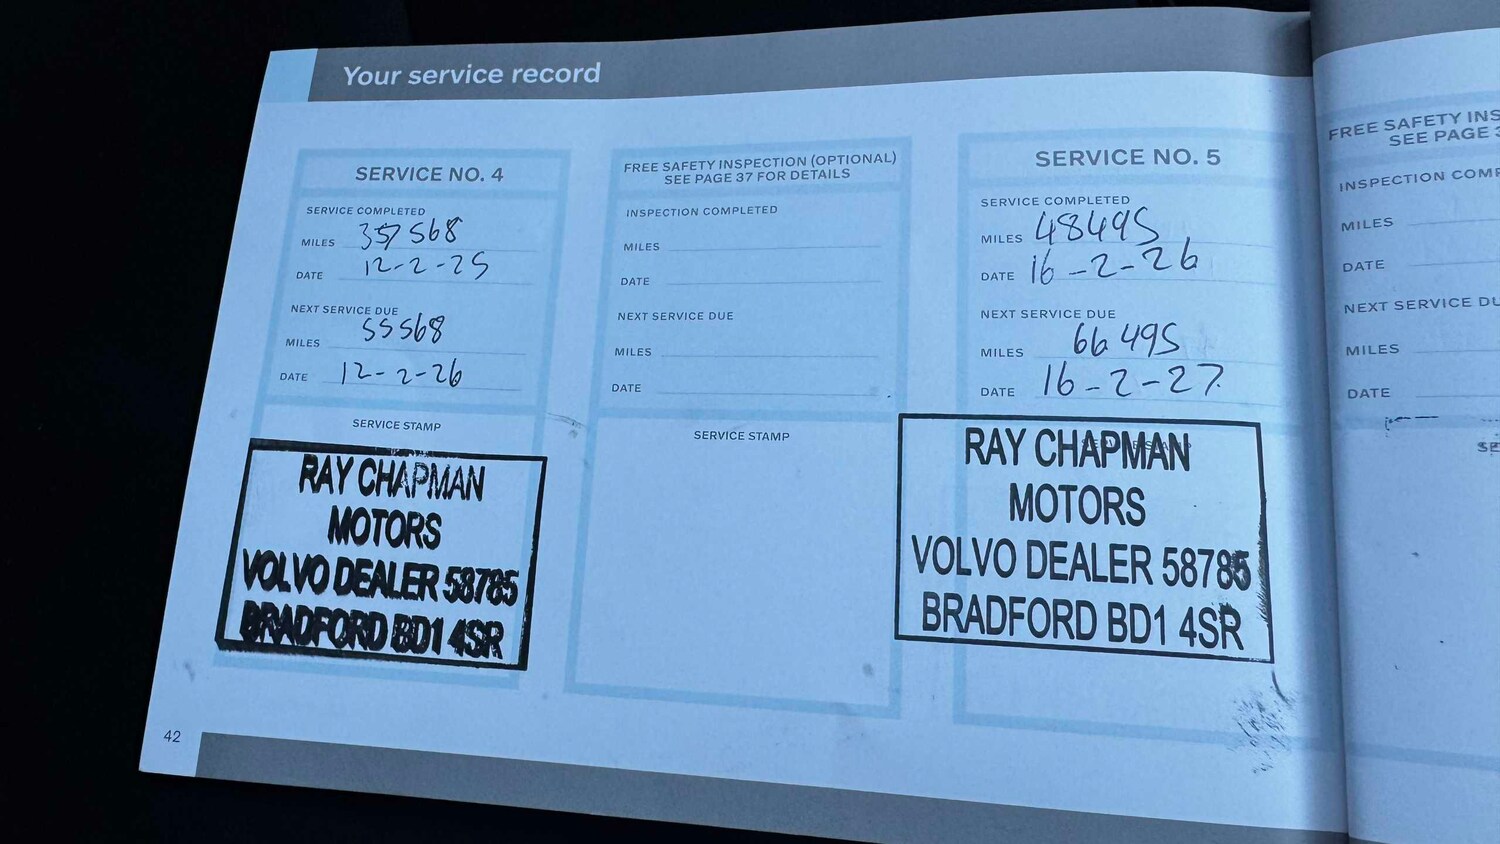 Your service record
SERVICE NO. 4
SERVICE COMPLETED
MILES 37568
DATE 12-2-25
NEXT SERVICE DUE
MILES 55568
DATE 12-2-26
SERVICE STAMP
RAY CHAPMAN
MOTORS
VOLVO DEALER 58785
BRADFORD BD1 4SR
FREE SAFETY INSPECTION (OPTIONAL)
SEE PAGE 37 FOR DETAILS
INSPECTION COMPLETED
MILES
DATE
NEXT SERVICE DUE
MILES
DATE
SERVICE STAMP
SERVICE NO. 5
SERVICE COMPLETED
MILES 48495
DATE 16-2-26
NEXT SERVICE DUE
MILES 66495
DATE 16-2-27
SERVICE STAMP
RAY CHAPMAN
MOTORS
VOLVO DEALER 58785
BRADFORD BD1 4SR
FREE SAFETY INS
SEE PAGE
INSPECTION COMP
MILES
DATE
NEXT SERVICE DU
MILES
DATE
SE
42